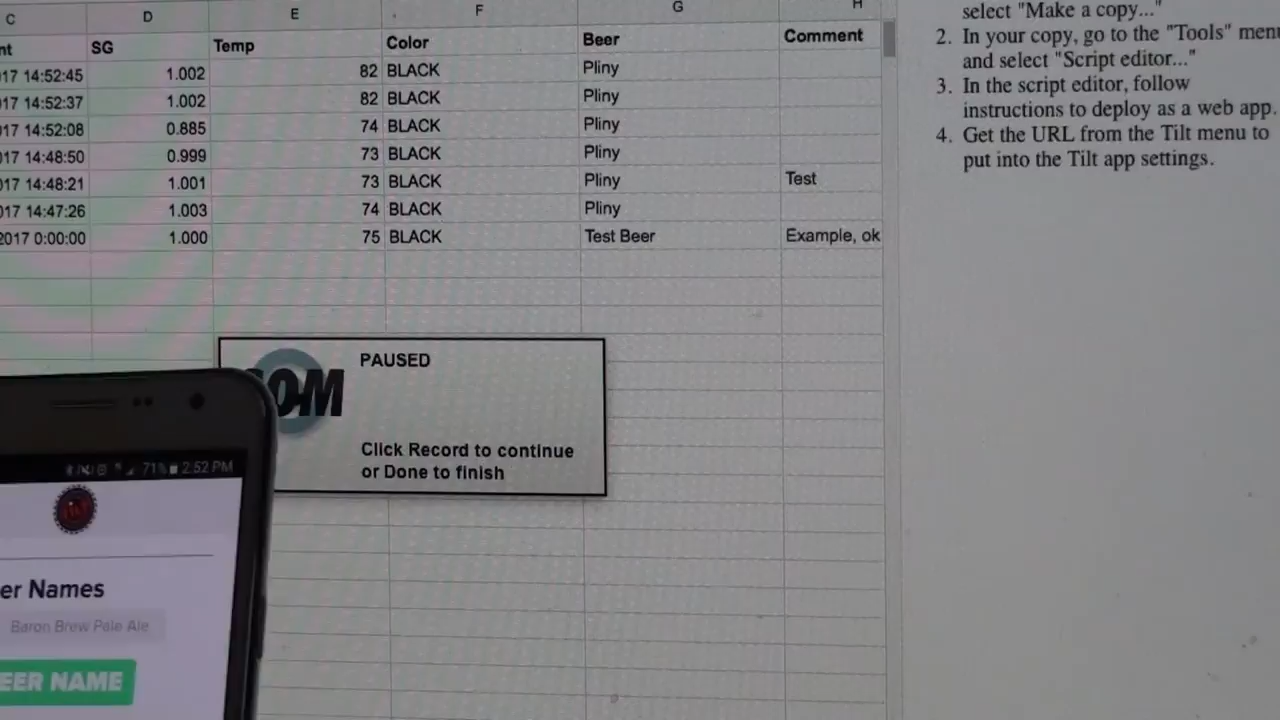 C D E F G H
nt SG Temp Color Beer Comment
017 14:52:45 1.002 82 BLACK Pliny
017 14:52:37 1.002 82 BLACK Pliny
017 14:52:08 0.885 74 BLACK Pliny
017 14:48:50 0.999 73 BLACK Pliny
017 14:48:21 1.001 73 BLACK Pliny Test
017 14:47:26 1.003 74 BLACK Pliny
2017 0:00:00 1.000 75 BLACK Test Beer Example, ok
select "Make a copy..."
2. In your copy, go to the "Tools" menu
and select "Script editor..."
3. In the script editor, follow
instructions to deploy as a web app.
4. Get the URL from the Tilt menu to
put into the Tilt app settings.
PAUSED
OM
Click Record to continue
or Done to finish
71% 2:52 PM
er Names
Baron Brew Pale Ale
EER NAME